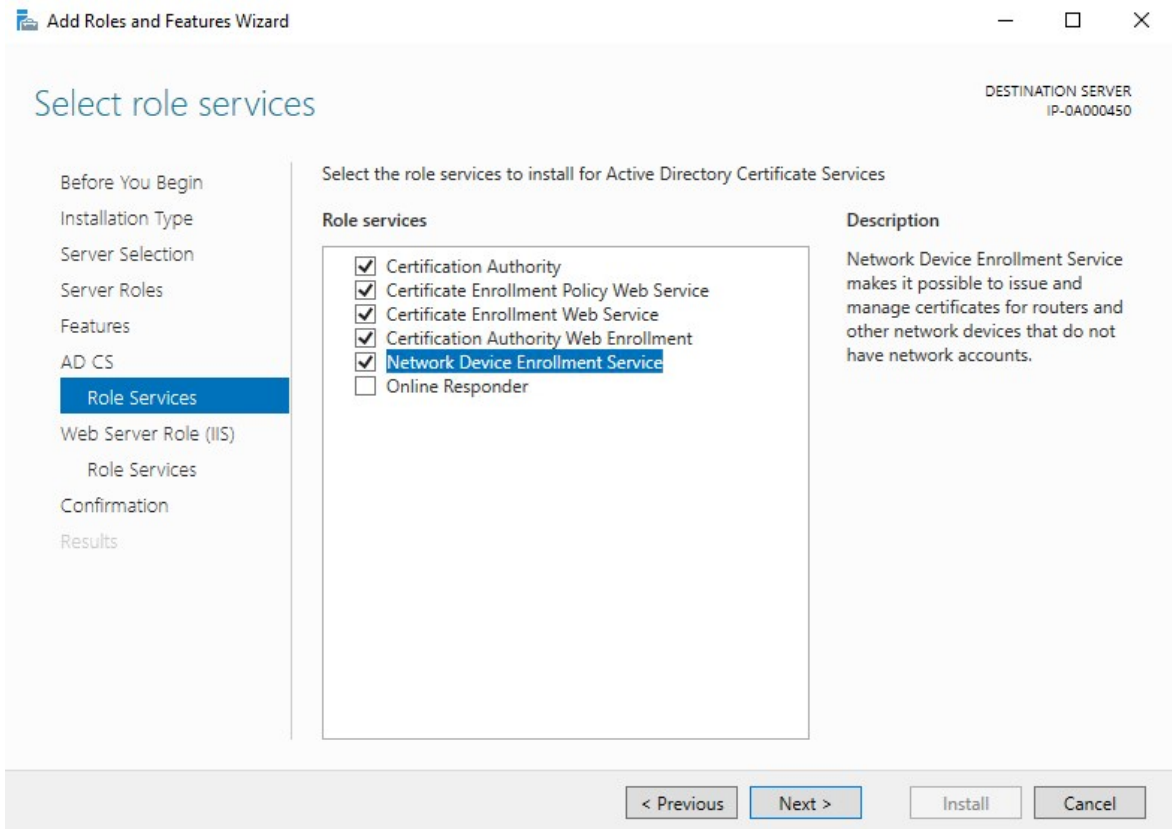 Add Roles and Features Wizard
Select role services
DESTINATION SERVER
IP-0A000450
Before You Begin
Installation Type
Server Selection
Server Roles
Features
AD CS
Role Services
Web Server Role (IIS)
Role Services
Confirmation
Results
Select the role services to install for Active Directory Certificate Services
Role services
Certification Authority
Certificate Enrollment Policy Web Service
Certificate Enrollment Web Service
Certification Authority Web Enrollment
Network Device Enrollment Service
Online Responder
Description
Network Device Enrollment Service
makes it possible to issue and
manage certificates for routers and
other network devices that do not
have network accounts.
< Previous
Next >
Install
Cancel